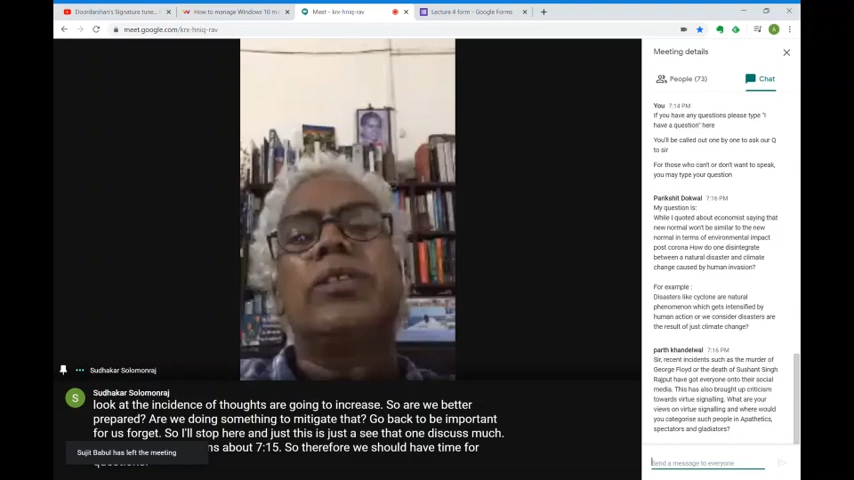 Doordarshan's Signature tune...
How to manage Windows 10 n
Meet - krx-hniq-rav
Lecture 4 form - Google Forms
meet.google.com/krx-hniq-rav
A
Meeting details
People (73)
Chat
You 7:14 PM
If you have any questions please type "I
have a question" here
You'll be called out one by one to ask our Q
to sir
For those who can't or don't want to speak,
you may type your question
Parikshit Dokwal 7:16 PM
My question is:
While I quoted about economist saying that
new normal won't be similar to the new
normal in terms of environmental impact
post corona How do one disintegrate
between a natural disaster and climate
change caused by human invasion?
For example :
Disasters like cyclone are natural
phenomenon which gets intensified by
human action or we consider disasters are
the result of just climate change?
parth khandelwal 7:16 PM
Sir, recent incidents such as the murder of
George Floyd or the death of Sushant Singh
Rajput have got everyone onto their social
media. This has also brought up criticism
towards virtue signalling. What are your
views on virtue signalling and where would
you categorise such people in Apathetics,
spectators and gladiators?
Send a message to everyone
Sudhakar Solomonraj
S
Sudhakar Solomonraj
look at the incidence of thoughts are going to increase. So are we better
prepared? Are we doing something to mitigate that? Go back to be important
for us forget. So I'll stop here and just this is just a see that one discuss much.
ns about 7:15. So therefore we should have time for
Sujit Babul has left the meeting